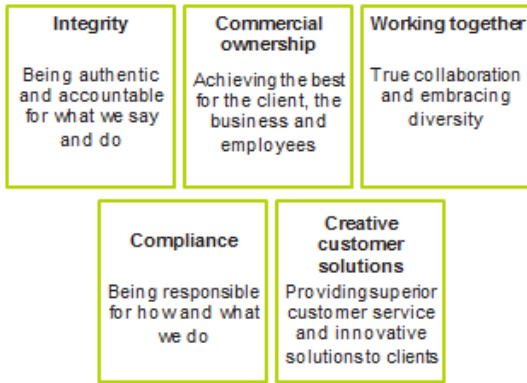 Integrity
Being authentic
and accountable
for what we say
and do
Commercial
ownership
Achieving the best
for the client, the
business and
employees
Working together
True collaboration
and embracing
diversity
Compliance
Being responsible
for how and what
we do
Creative
customer
solutions
Providing superior
customer service
and innovative
solutions to clients